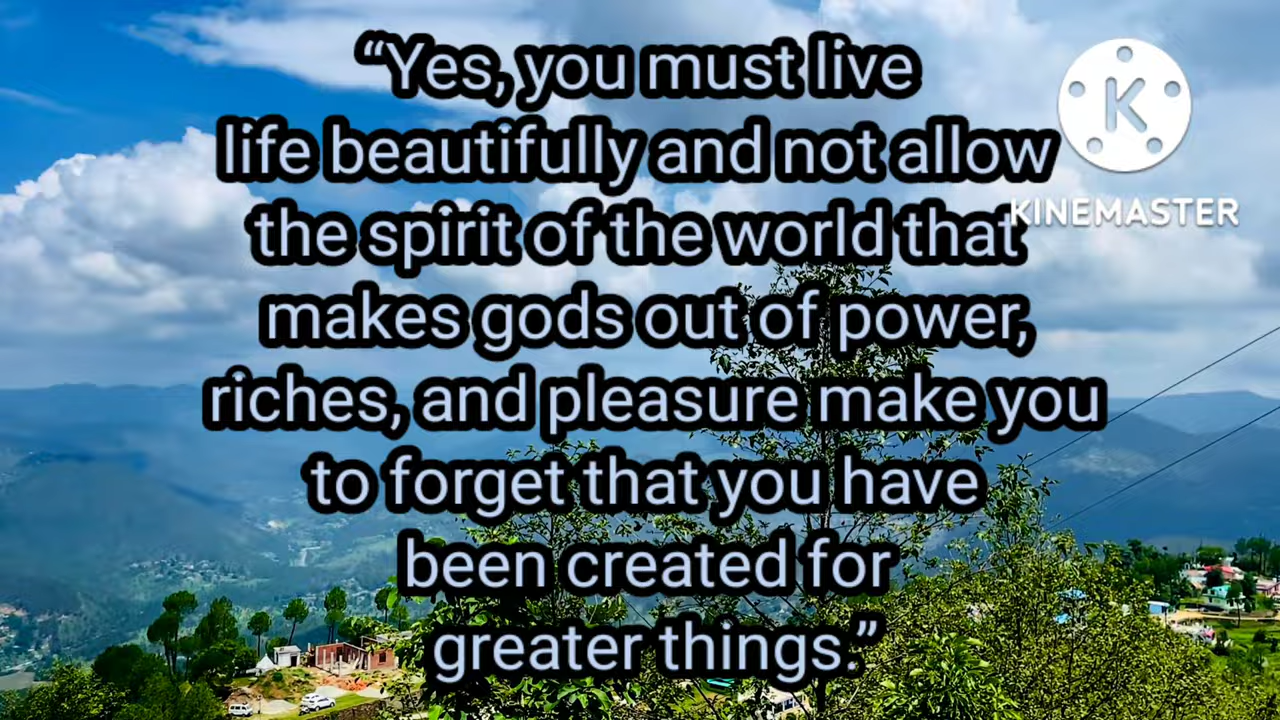 “Yes, you must live
life beautifully and not allow
the spirit of the world that
makes gods out of power,
riches, and pleasure make you
to forget that you have
been created for
greater things.”
K
KINEMASTER